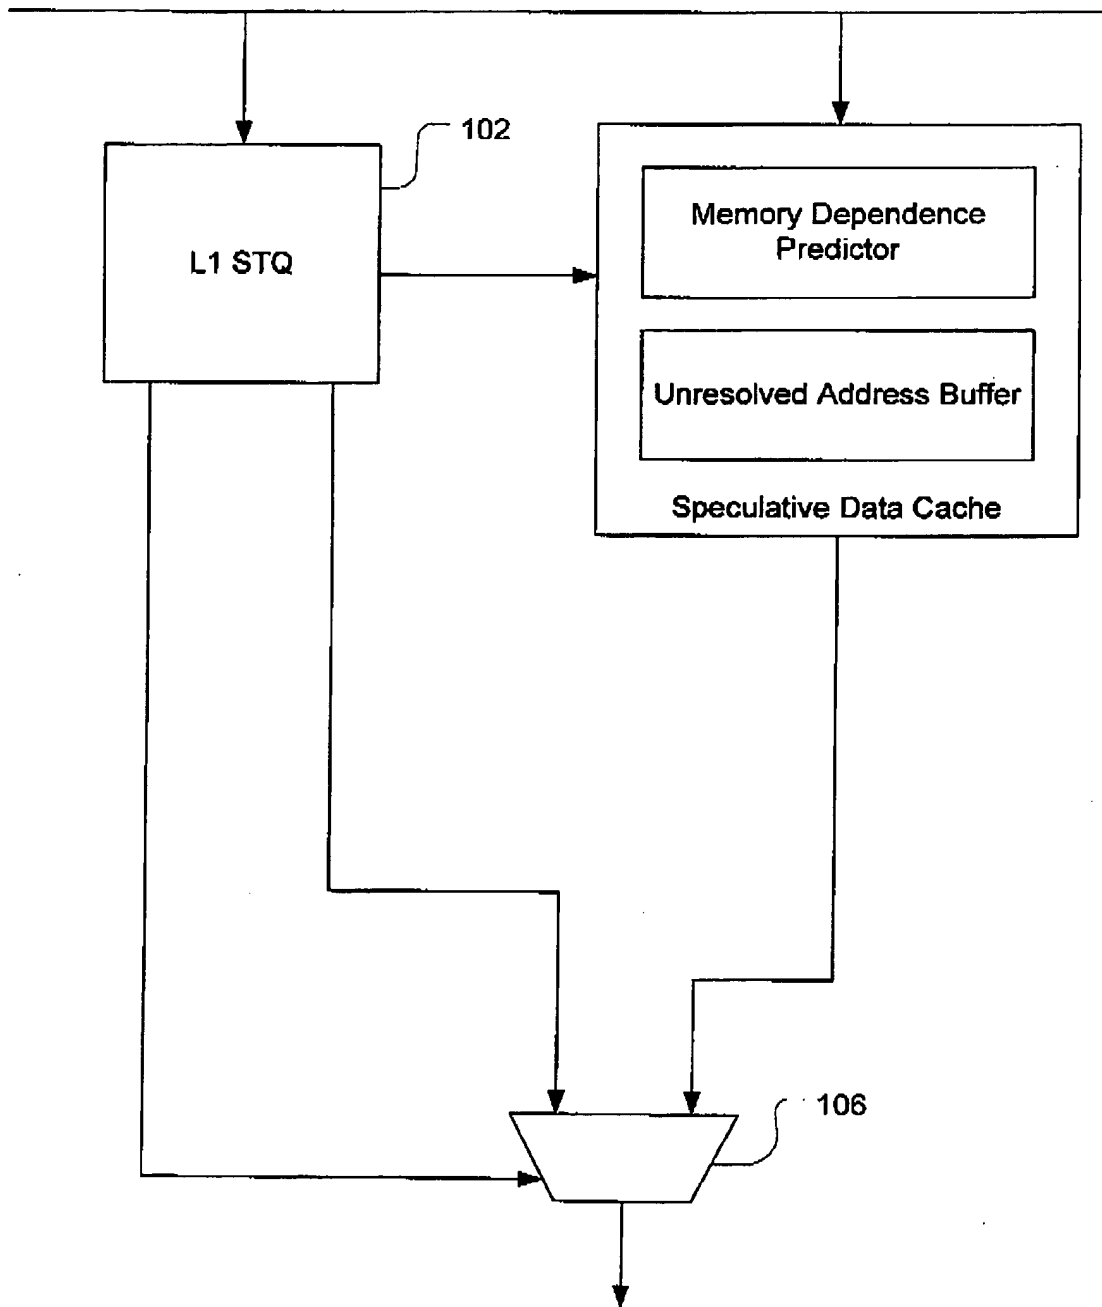 102
L1 STQ
Memory Dependence
Predictor
Unresolved Address Buffer
Speculative Data Cache
106